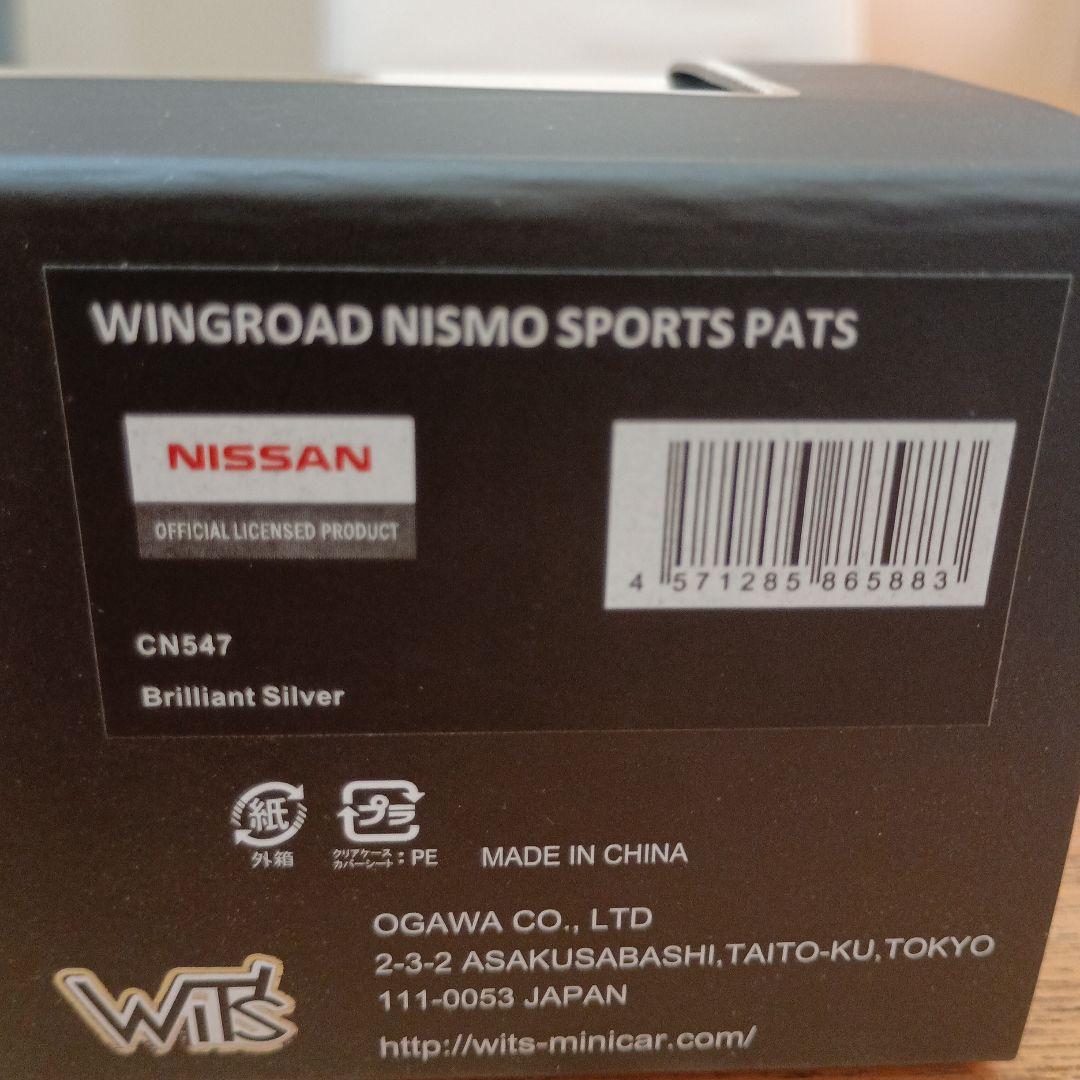 WINGROAD NISMO SPORTS PATS
NISSAN
OFFICIAL LICENSED PRODUCT
4 571285 865883
CN547
Brilliant Silver
紙
外箱
プラ
クリアケース
カバーシート : PE
MADE IN CHINA
OGAWA CO., LTD
2-3-2 ASAKUSABASHI,TAITO-KU,TOKYO
111-0053 JAPAN
http://wits-minicar.com/
WiTS